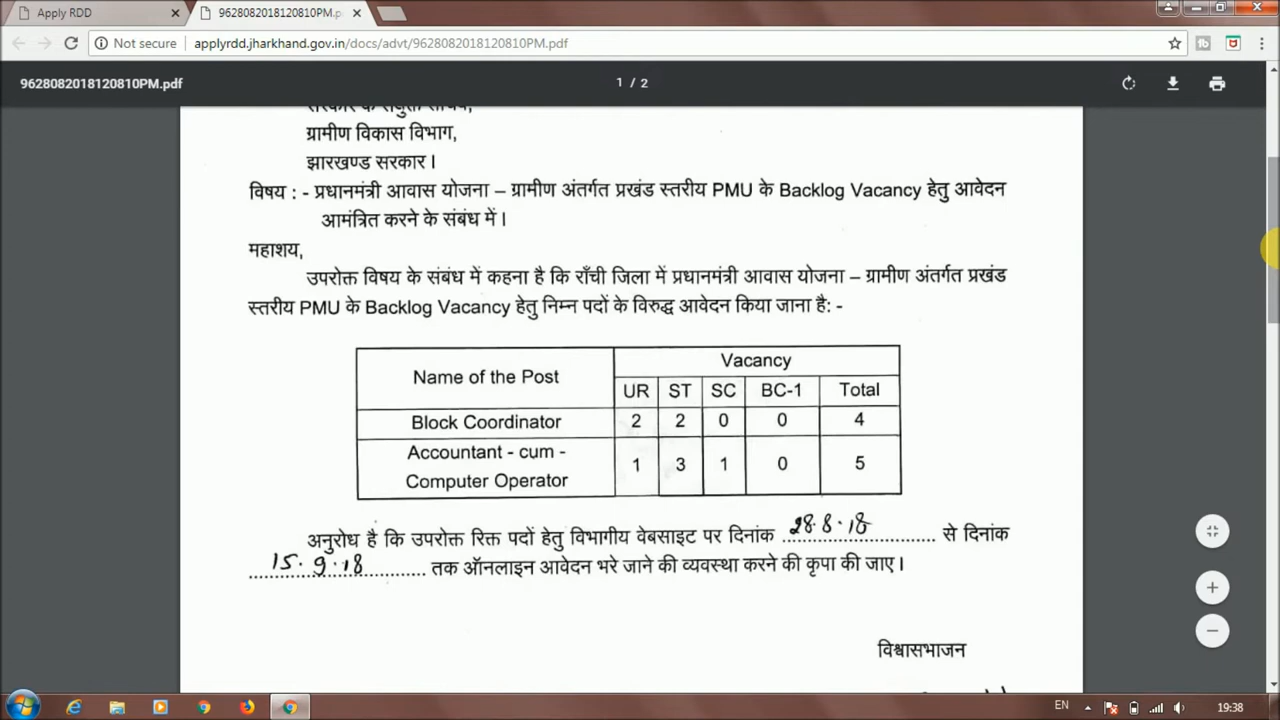 Apply RDD
9628082018120810PM.p
Not secure
applyrdd.jharkhand.gov.in/docs/advt/9628082018120810PM.pdf
9628082018120810PM.pdf
1 / 2
ग्रामीण विकास विभाग,
झारखण्ड सरकार।
विषय : - प्रधानमंत्री आवास योजना – ग्रामीण अंतर्गत प्रखंड स्तरीय PMU के Backlog Vacancy हेतु आवेदन
आमंत्रित करने के संबंध में।
महाशय,
उपरोक्त विषय के संबंध में कहना है कि राँची जिला में प्रधानमंत्री आवास योजना – ग्रामीण अंतर्गत प्रखंड
स्तरीय PMU के Backlog Vacancy हेतु निम्न पदों के विरुद्ध आवेदन किया जाना है: -
Name of the Post Vacancy
UR ST SC BC-1 Total
Block Coordinator 2 2 0 0 4
Accountant - cum -
Computer Operator 1 3 1 0 5
अनुरोध है कि उपरोक्त रिक्त पदों हेतु विभागीय वेबसाइट पर दिनांक 28.8.18 से दिनांक
15.9.18 तक ऑनलाइन आवेदन भरे जाने की व्यवस्था करने की कृपा की जाए।
विश्वासभाजन
EN
19:38